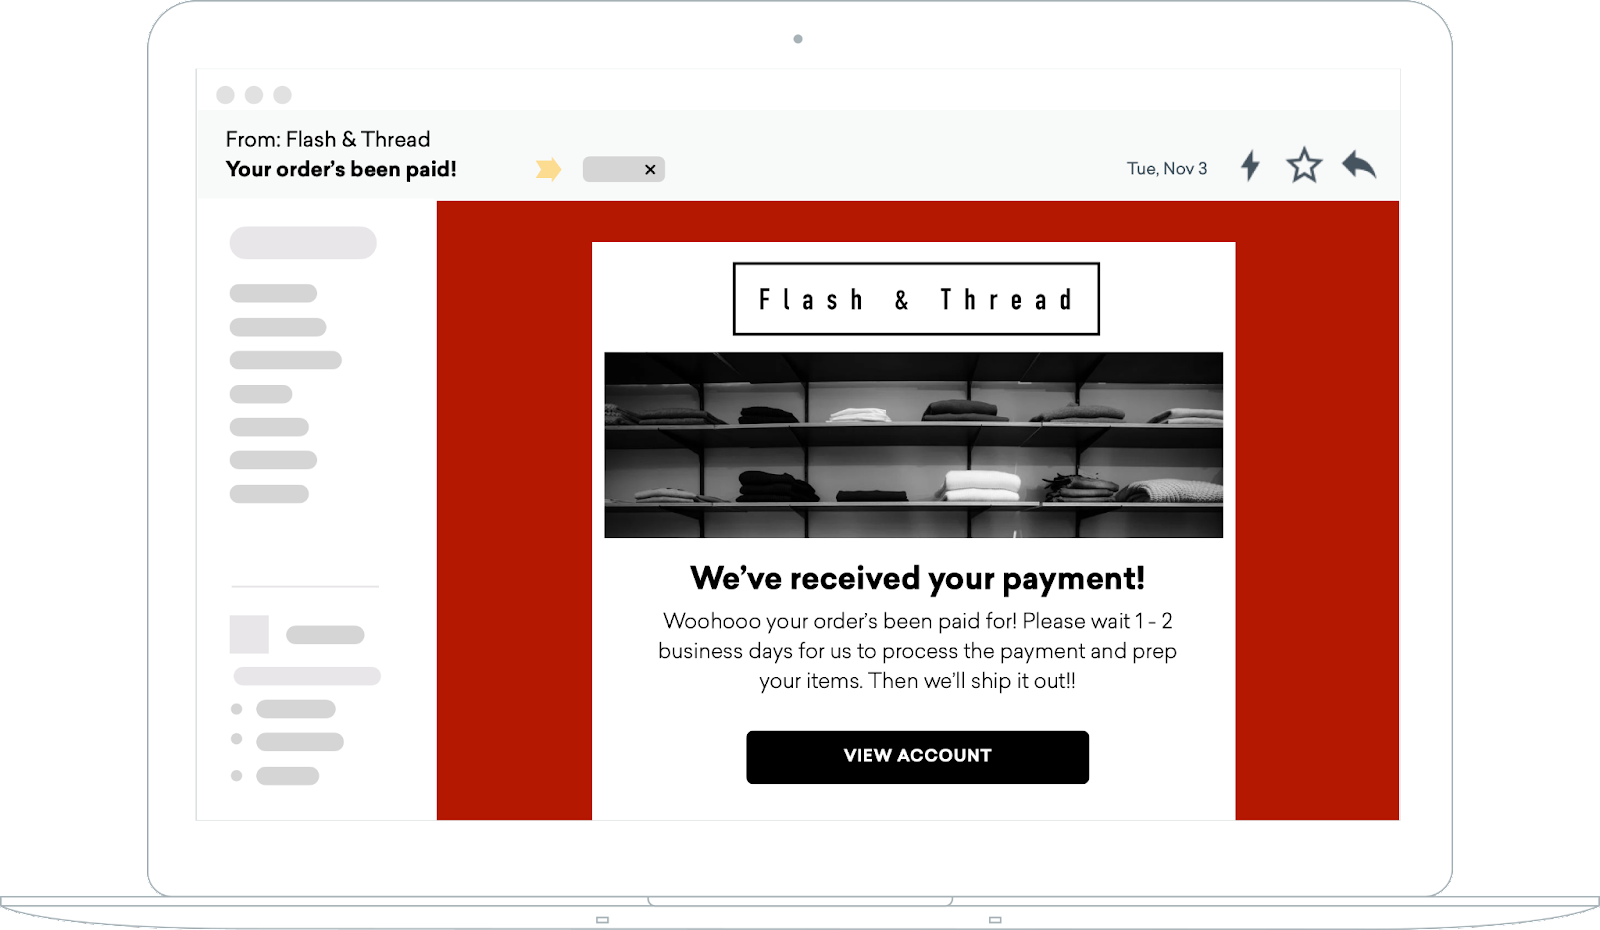 From: Flash & Thread
Your order’s been paid!
Tue, Nov 3
Flash & Thread
We’ve received your payment!
Woohooo your order’s been paid for! Please wait 1 - 2
business days for us to process the payment and prep
your items. Then we’ll ship it out!!
VIEW ACCOUNT